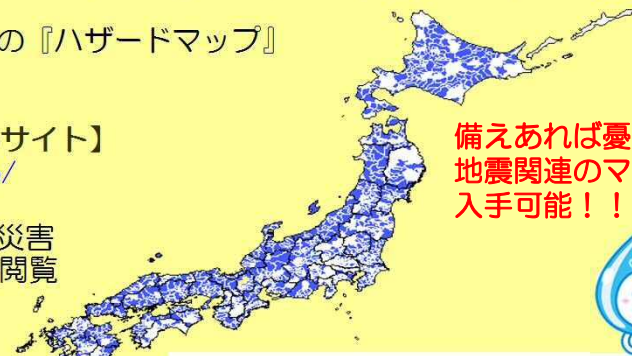 の『ハザードマップ』
サイト】
/
災害
閲覧
備えあれば憂
地震関連のマ
入手可能！！